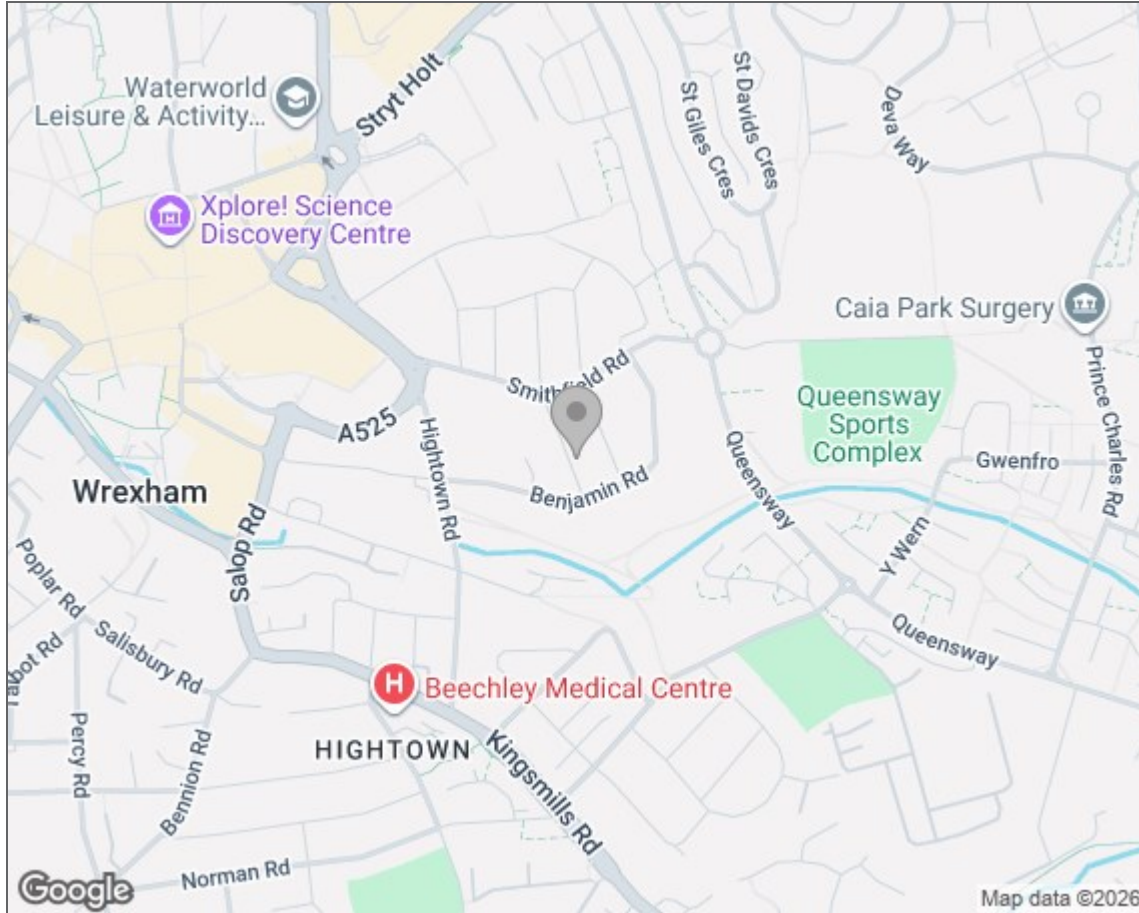 Waterworld
Leisure & Activity...
Stryt Holt
St Giles Cres
St Davids Cres
Deva Way
Xplore! Science
Discovery Centre
Caia Park Surgery
Prince Charles Rd
Smithfield Rd
Queensway
Sports
Complex
A525
Hightown Rd
Queensway
Gwenfro
Wrexham
Benjamin Rd
Y Wern
Salop Rd
Poplar Rd
Salisbury Rd
Queensway
Talbot Rd
Beechley Medical Centre
Percy Rd
Bennion Rd
HIGHTOWN
Kingsmills Rd
Norman Rd
Google
Map data ©2026